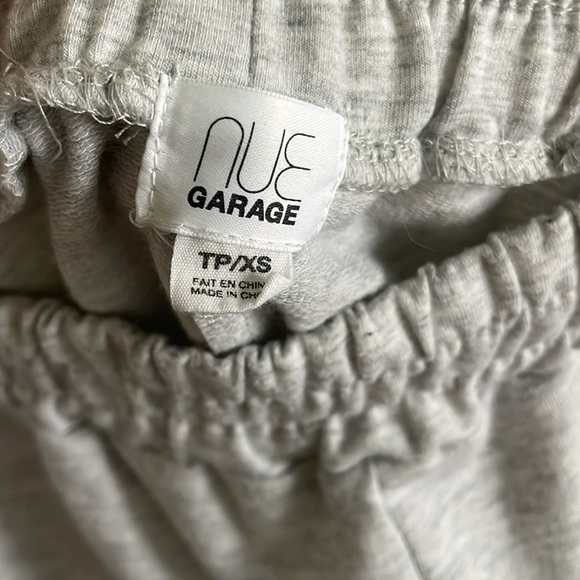 nue
GARAGE
TP/XS
FAIT EN
MADE IN